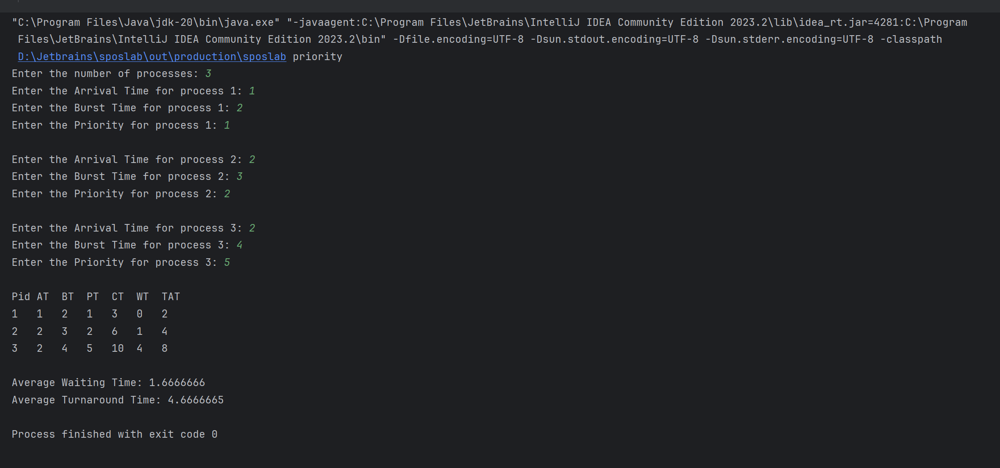 "C:\Program Files\Java\jdk-20\bin\java.exe" "-javaagent:C:\Program Files\JetBrains\IntelliJ IDEA Community Edition 2023.2\lib\idea_rt.jar=4281:C:\Program
Files\JetBrains\IntelliJ IDEA Community Edition 2023.2\bin" -Dfile.encoding=UTF-8 -Dsun.stdout.encoding=UTF-8 -Dsun.stderr.encoding=UTF-8 -classpath
D:\Jetbrains\sposlab\out\production\sposlab priority
Enter the number of processes: 3
Enter the Arrival Time for process 1: 1
Enter the Burst Time for process 1: 2
Enter the Priority for process 1: 1
Enter the Arrival Time for process 2: 2
Enter the Burst Time for process 2: 3
Enter the Priority for process 2: 2
Enter the Arrival Time for process 3: 2
Enter the Burst Time for process 3: 4
Enter the Priority for process 3: 5
Pid AT BT PT CT WT TAT
1 1 2 1 3 0 2
2 2 3 2 6 1 4
3 2 4 5 10 4 8
Average Waiting Time: 1.6666666
Average Turnaround Time: 4.6666665
Process finished with exit code 0